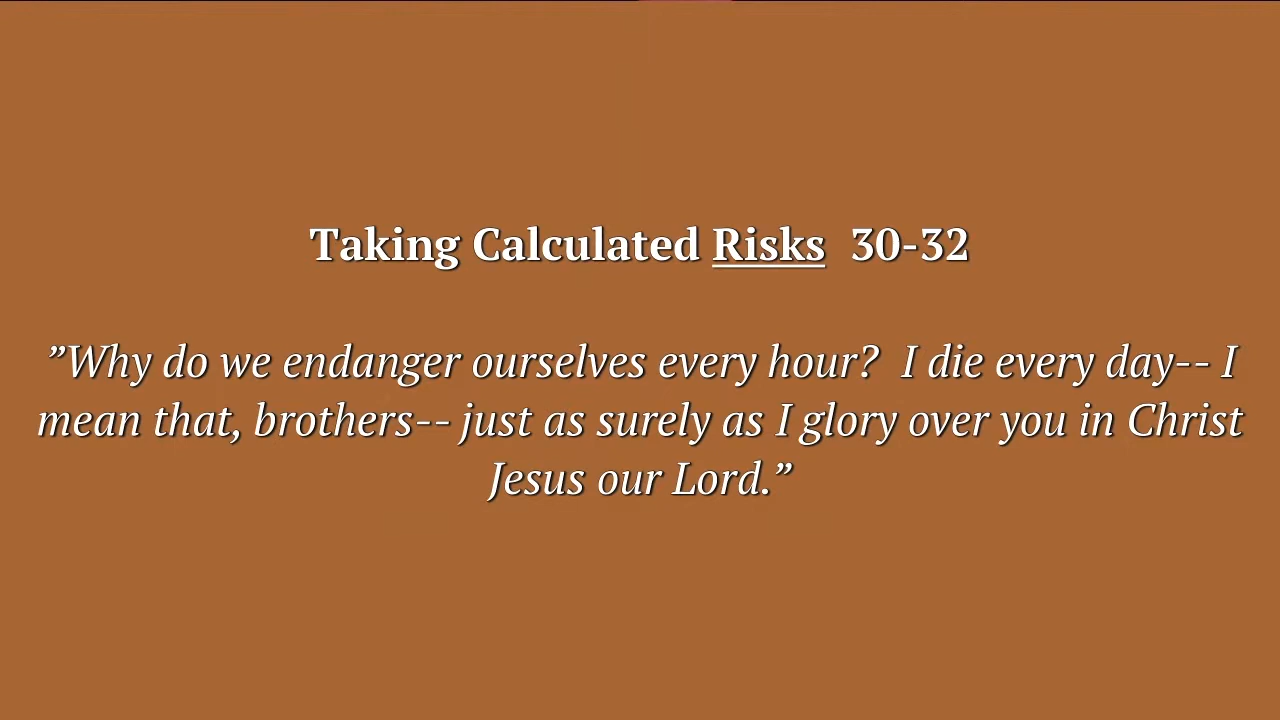 Taking Calculated Risks  30-32
”Why do we endanger ourselves every hour?  I die every day-- I
mean that, brothers-- just as surely as I glory over you in Christ
Jesus our Lord.”